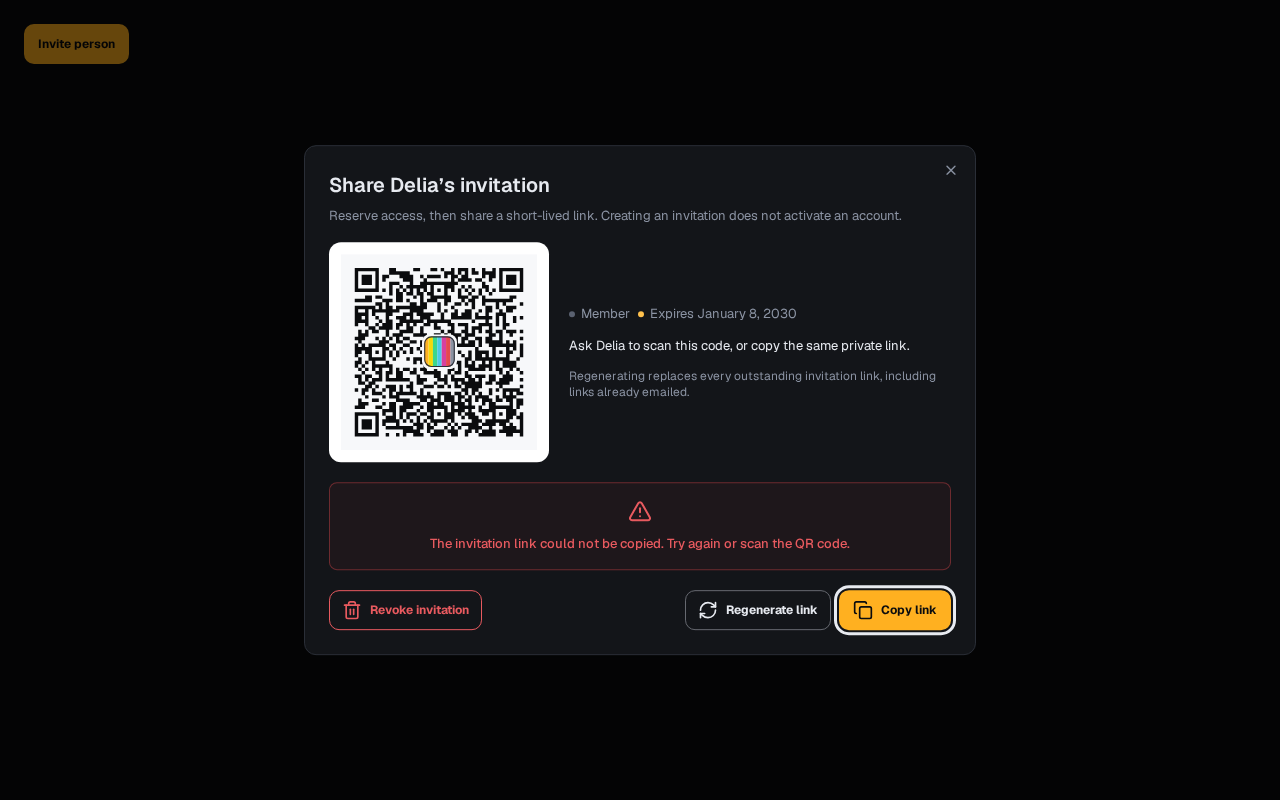 Invite person
Share Delia’s invitation
Reserve access, then share a short-lived link. Creating an invitation does not activate an account.
Member
Expires January 8, 2030
Ask Delia to scan this code, or copy the same private link.
Regenerating replaces every outstanding invitation link, including
links already emailed.
The invitation link could not be copied. Try again or scan the QR code.
Revoke invitation
Regenerate link
Copy link